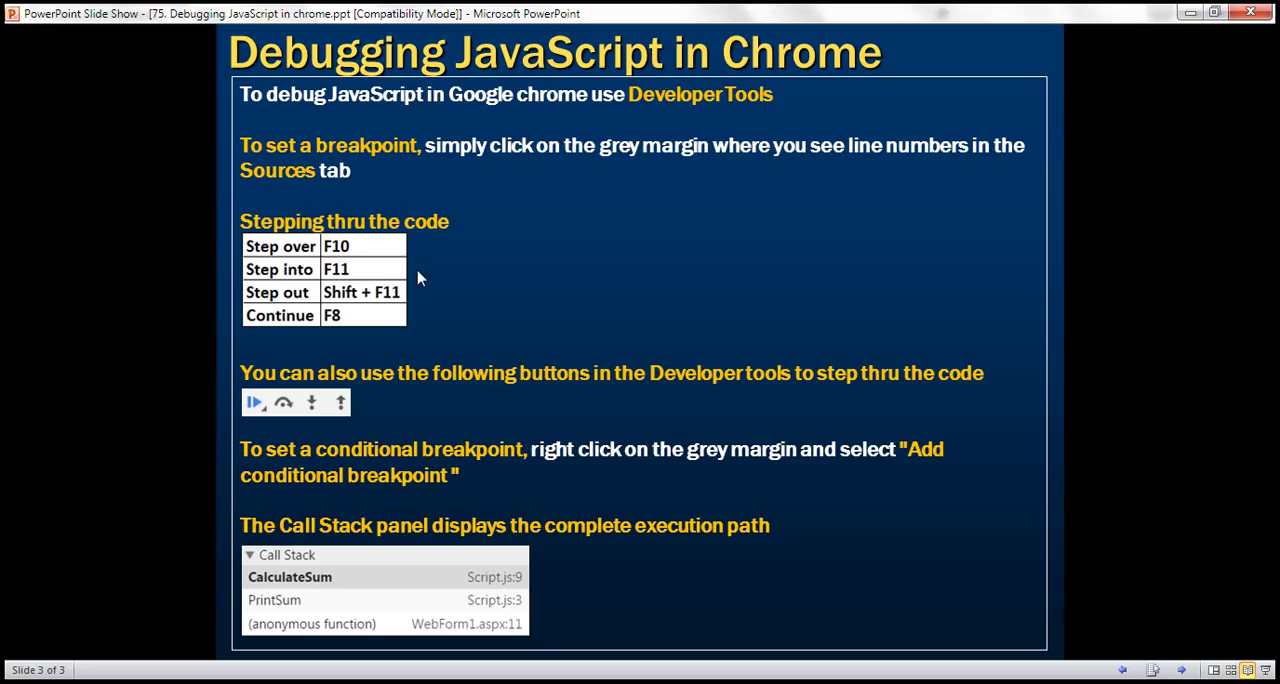 PowerPoint Slide Show - [75. Debugging JavaScript in chrome.ppt [Compatibility Mode]] - Microsoft PowerPoint
Debugging JavaScript in Chrome
To debug JavaScript in Google chrome use Developer Tools
To set a breakpoint, simply click on the grey margin where you see line numbers in the
Sources tab
Stepping thru the code
Step over F10
Step into F11
Step out Shift + F11
Continue F8
You can also use the following buttons in the Developer tools to step thru the code
To set a conditional breakpoint, right click on the grey margin and select "Add
conditional breakpoint "
The Call Stack panel displays the complete execution path
Call Stack
CalculateSum Script.js:9
PrintSum Script.js:3
(anonymous function) WebForm1.aspx:11
Slide 3 of 3